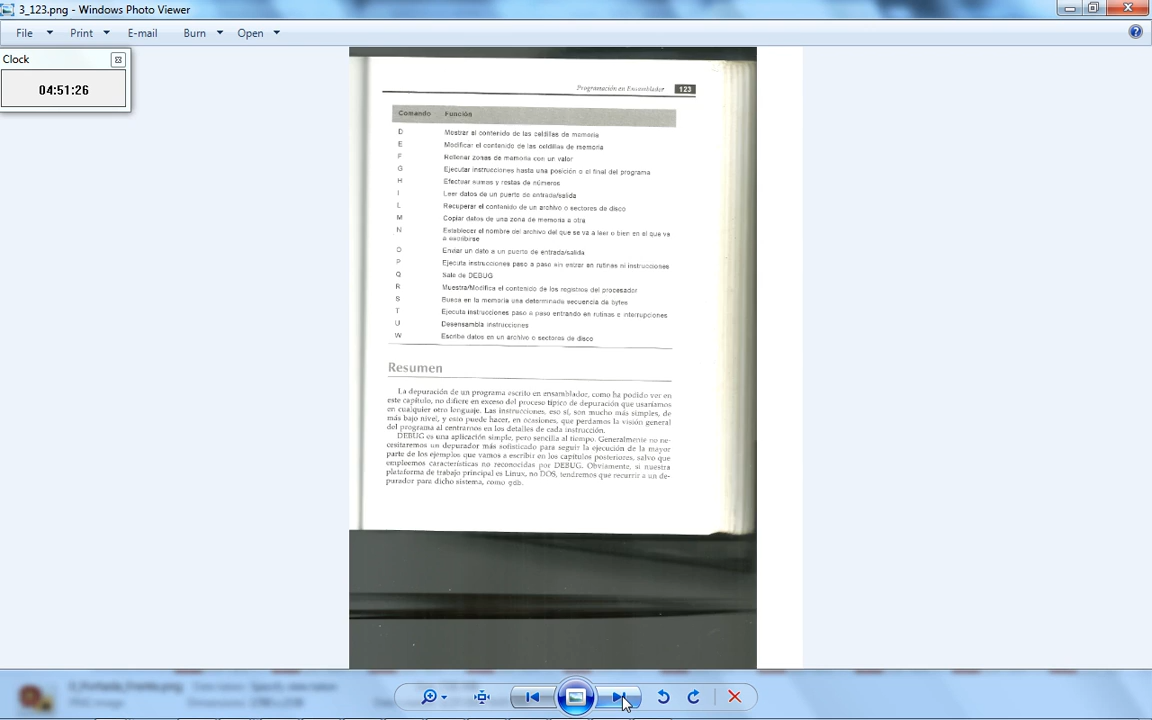 3_123.png - Windows Photo Viewer
File Print E-mail Burn Open
Clock
04:51:26
Programación en Ensamblador 123
Comando Función
D Mostrar el contenido de las celdillas de memoria
E Modificar el contenido de las celdillas de memoria
F Rellenar zonas de memoria con un valor
G Ejecutar instrucciones hasta una posición o el final del programa
H Efectuar sumas y restas de números
I Leer datos de un puerto de entrada/salida
L Recuperar el contenido de un archivo o sectores de disco
M Copiar datos de una zona de memoria a otra
N Establecer el nombre del archivo del que se va a leer o bien en el que va
a escribirse
O Enviar un dato a un puerto de entrada/salida
P Ejecuta instrucciones paso a paso sin entrar en rutinas ni instrucciones
Q Sale de DEBUG
R Muestra/Modifica el contenido de los registros del procesador
S Busca en la memoria una determinada secuencia de bytes
T Ejecuta instrucciones paso a paso entrando en rutinas e interrupciones
U Desensambla instrucciones
W Escribe datos en un archivo o sectores de disco
Resumen
La depuración de un programa escrito en ensamblador, como ha podido ver en
este capítulo, no difiere en exceso del proceso típico de depuración que usaríamos
en cualquier otro lenguaje. Las instrucciones, eso sí, son mucho más simples, de
más bajo nivel, y esto puede hacer, en ocasiones, que perdamos la visión general
del programa al centrarnos en los detalles de cada instrucción.
DEBUG es una aplicación simple, pero sencilla al tiempo. Generalmente no ne-
cesitaremos un depurador más sofisticado para seguir la ejecución de la mayor
parte de los ejemplos que vamos a escribir en los capítulos posteriores, salvo que
empleemos características no reconocidas por DEBUG. Obviamente, si nuestra
plataforma de trabajo principal es Linux, no DOS, tendremos que recurrir a un de-
purador para dicho sistema, como gdb.